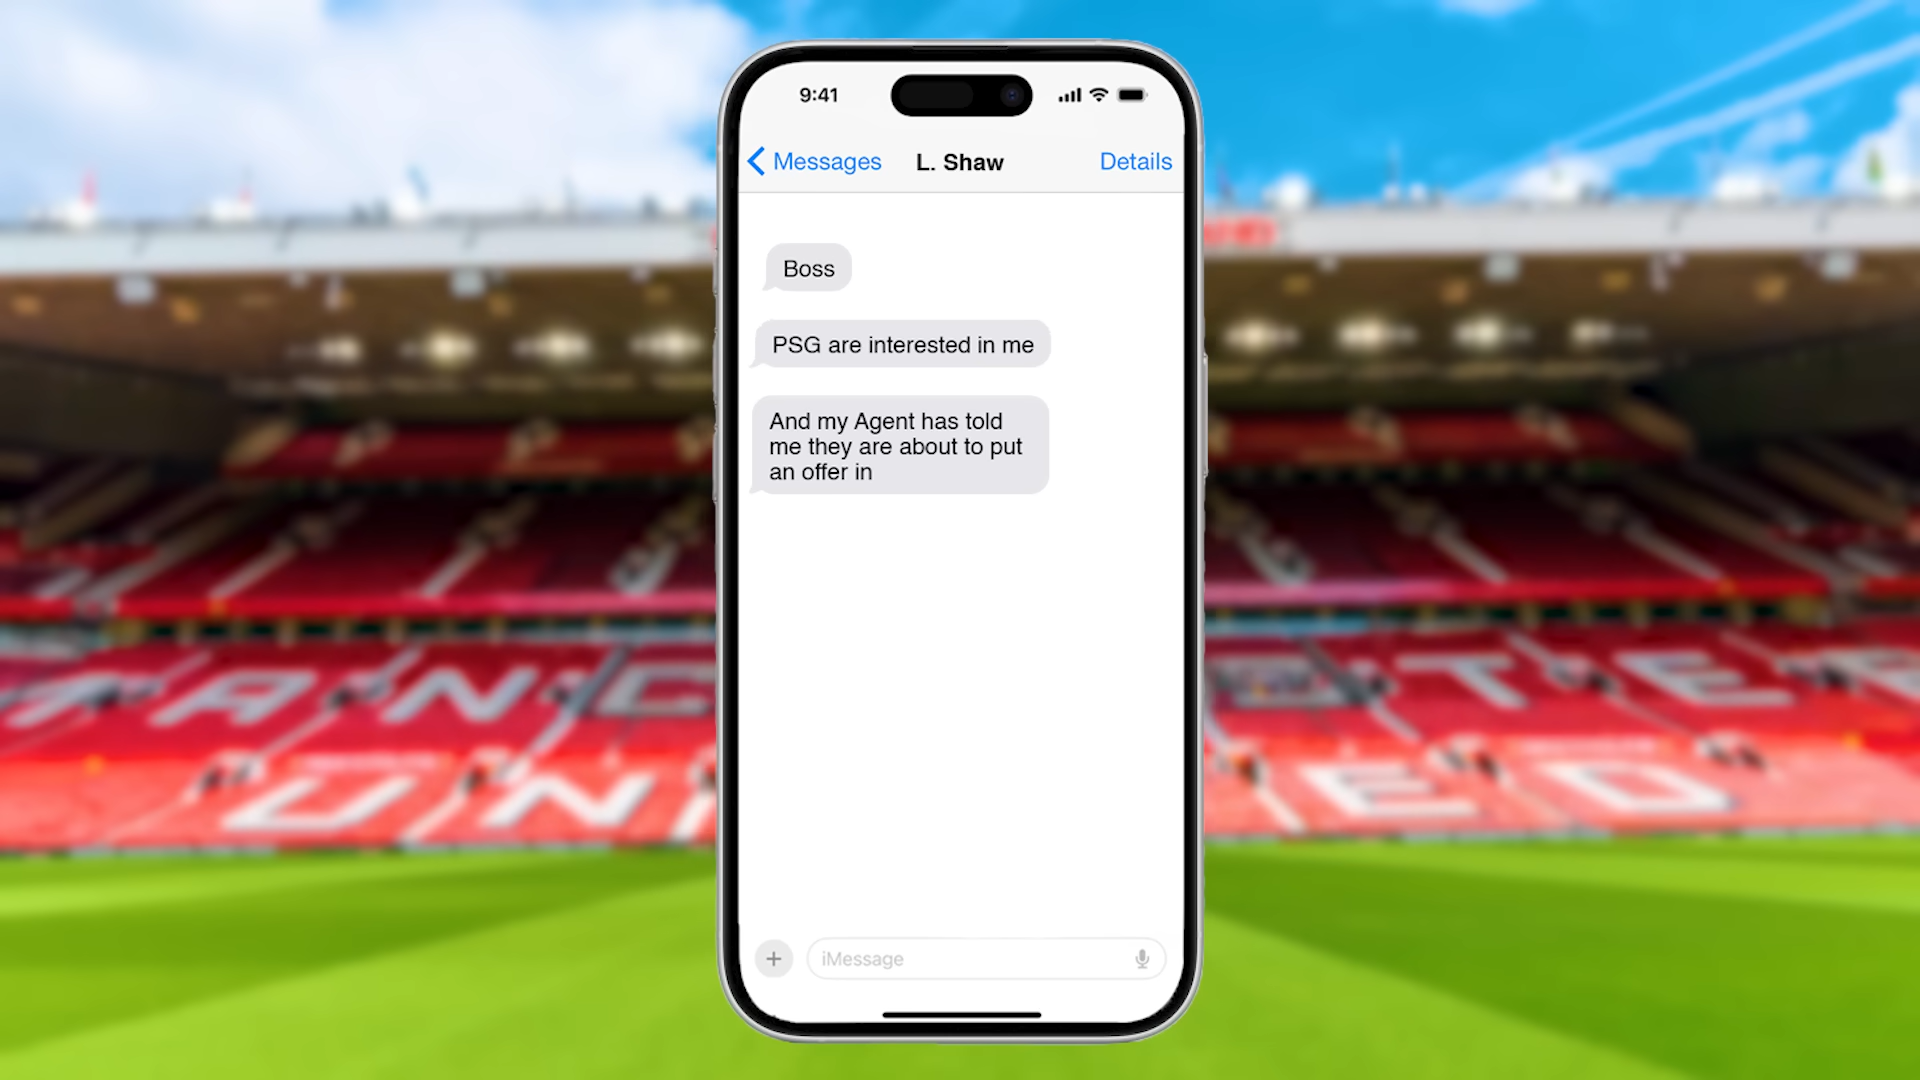 9:41
Messages
L. Shaw
Details
Boss
PSG are interested in me
And my Agent has told
me they are about to put
an offer in
iMessage